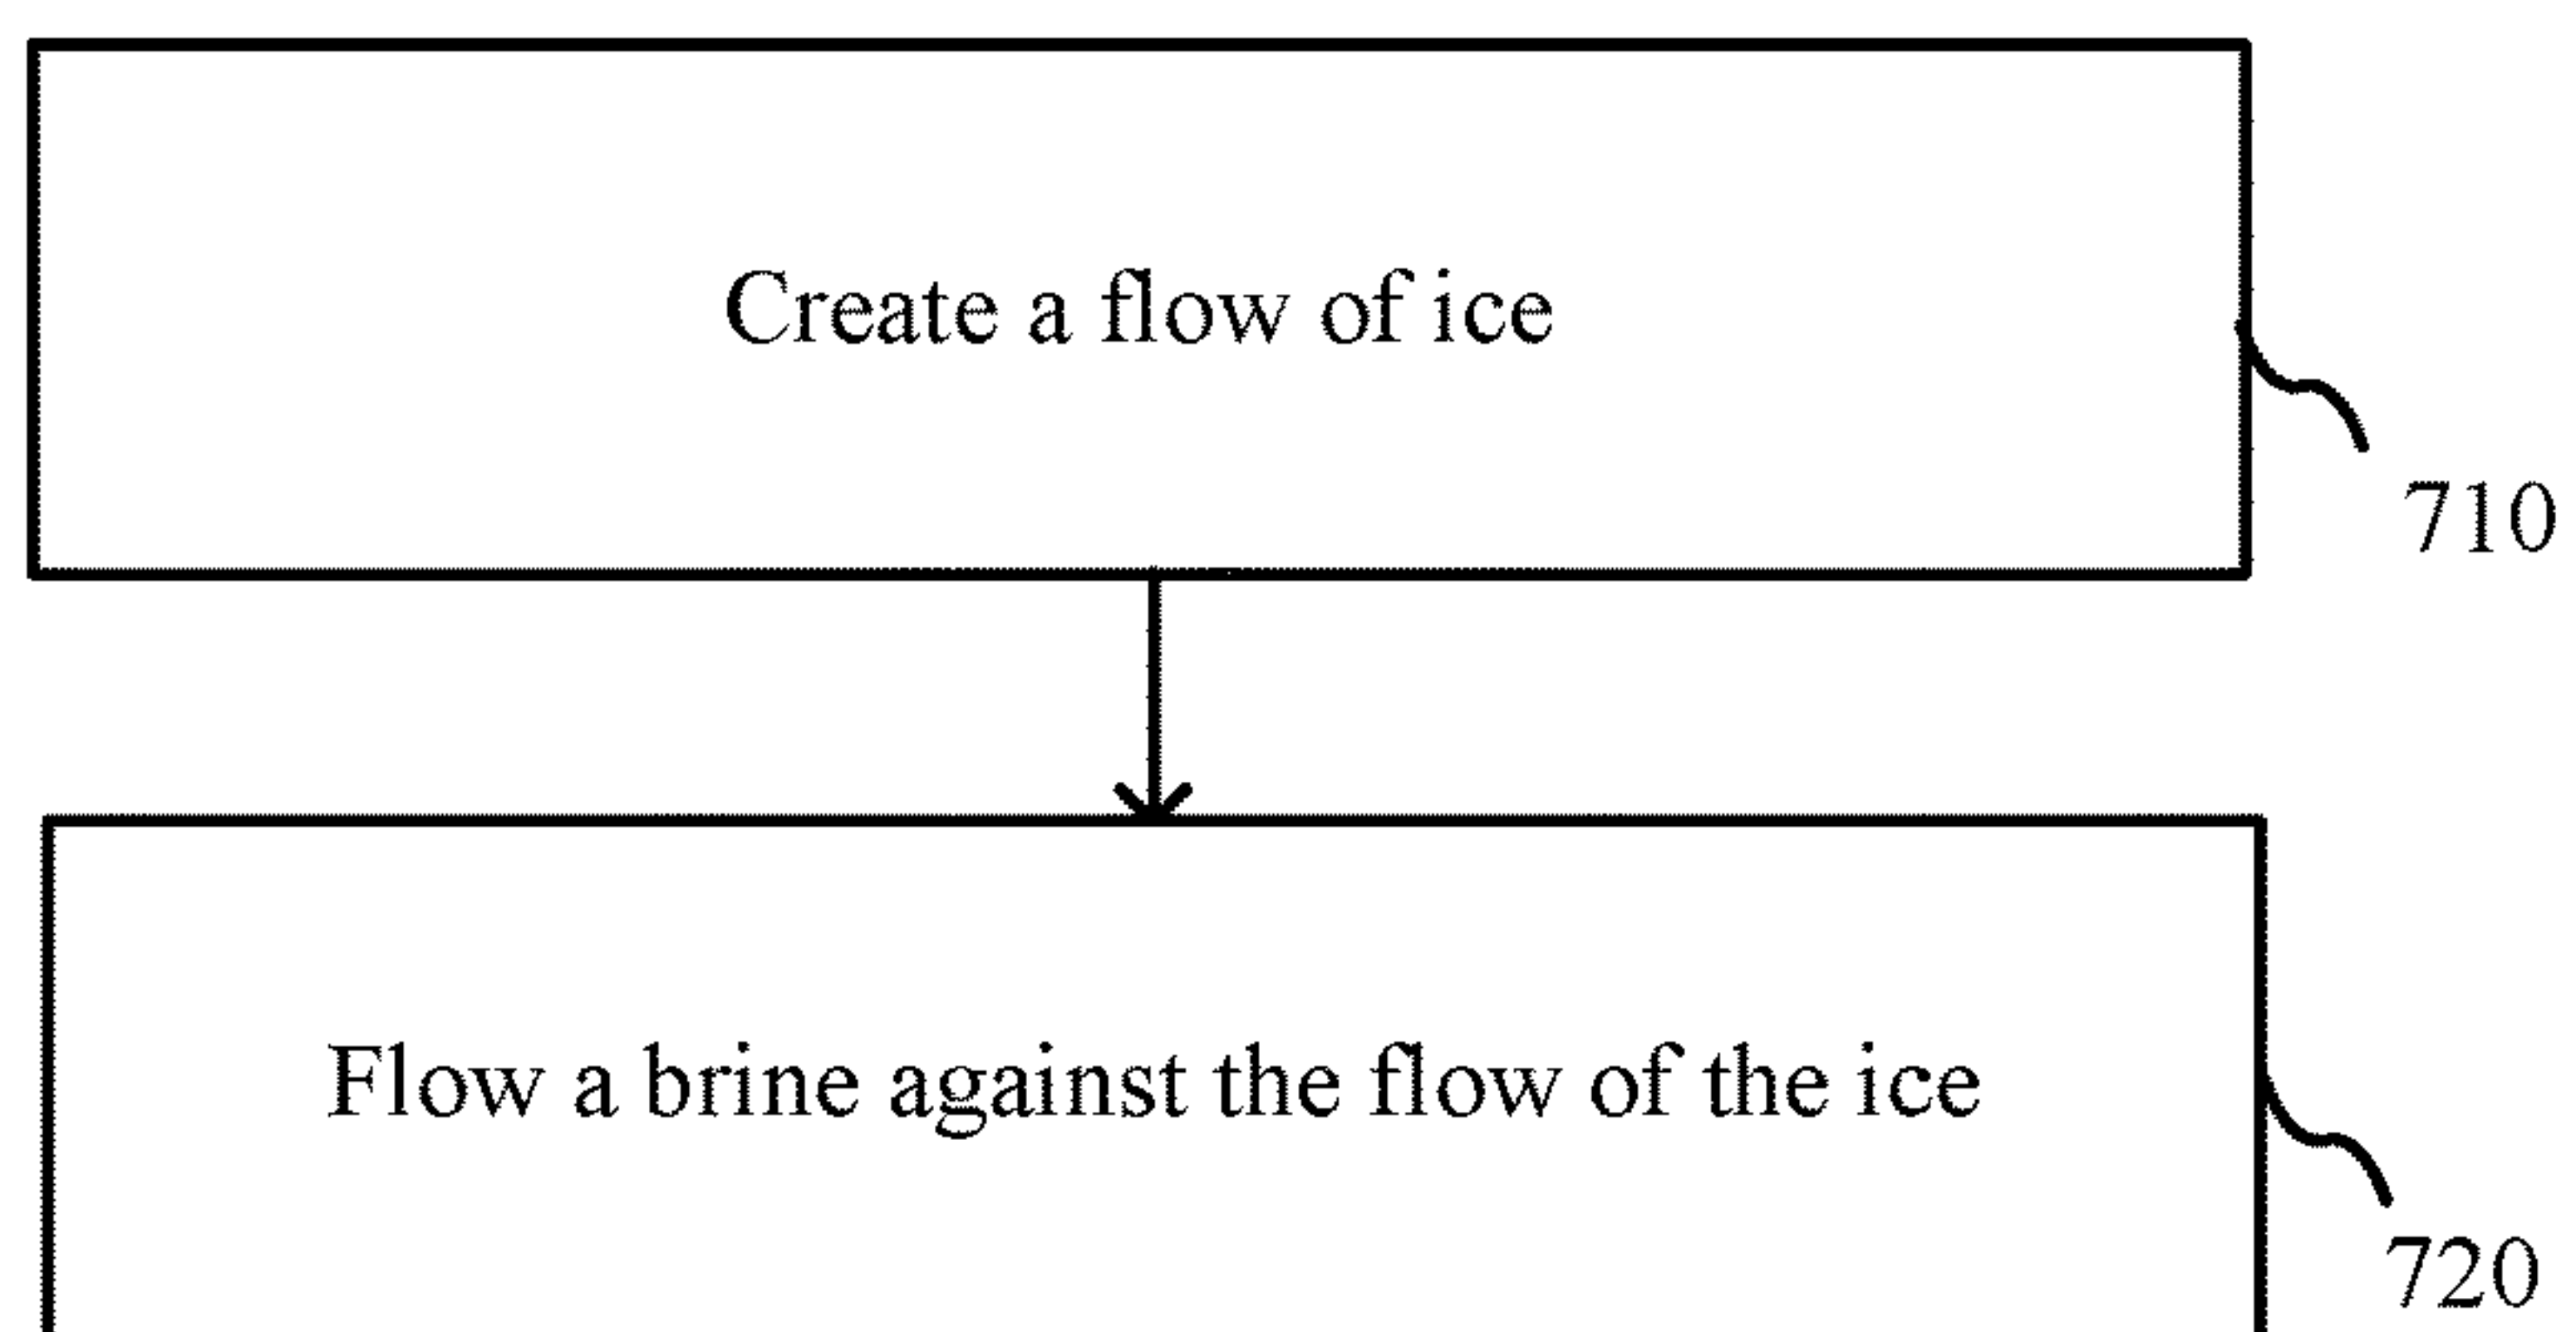 Create a flow of ice
710
Flow a brine against the flow of the ice
720